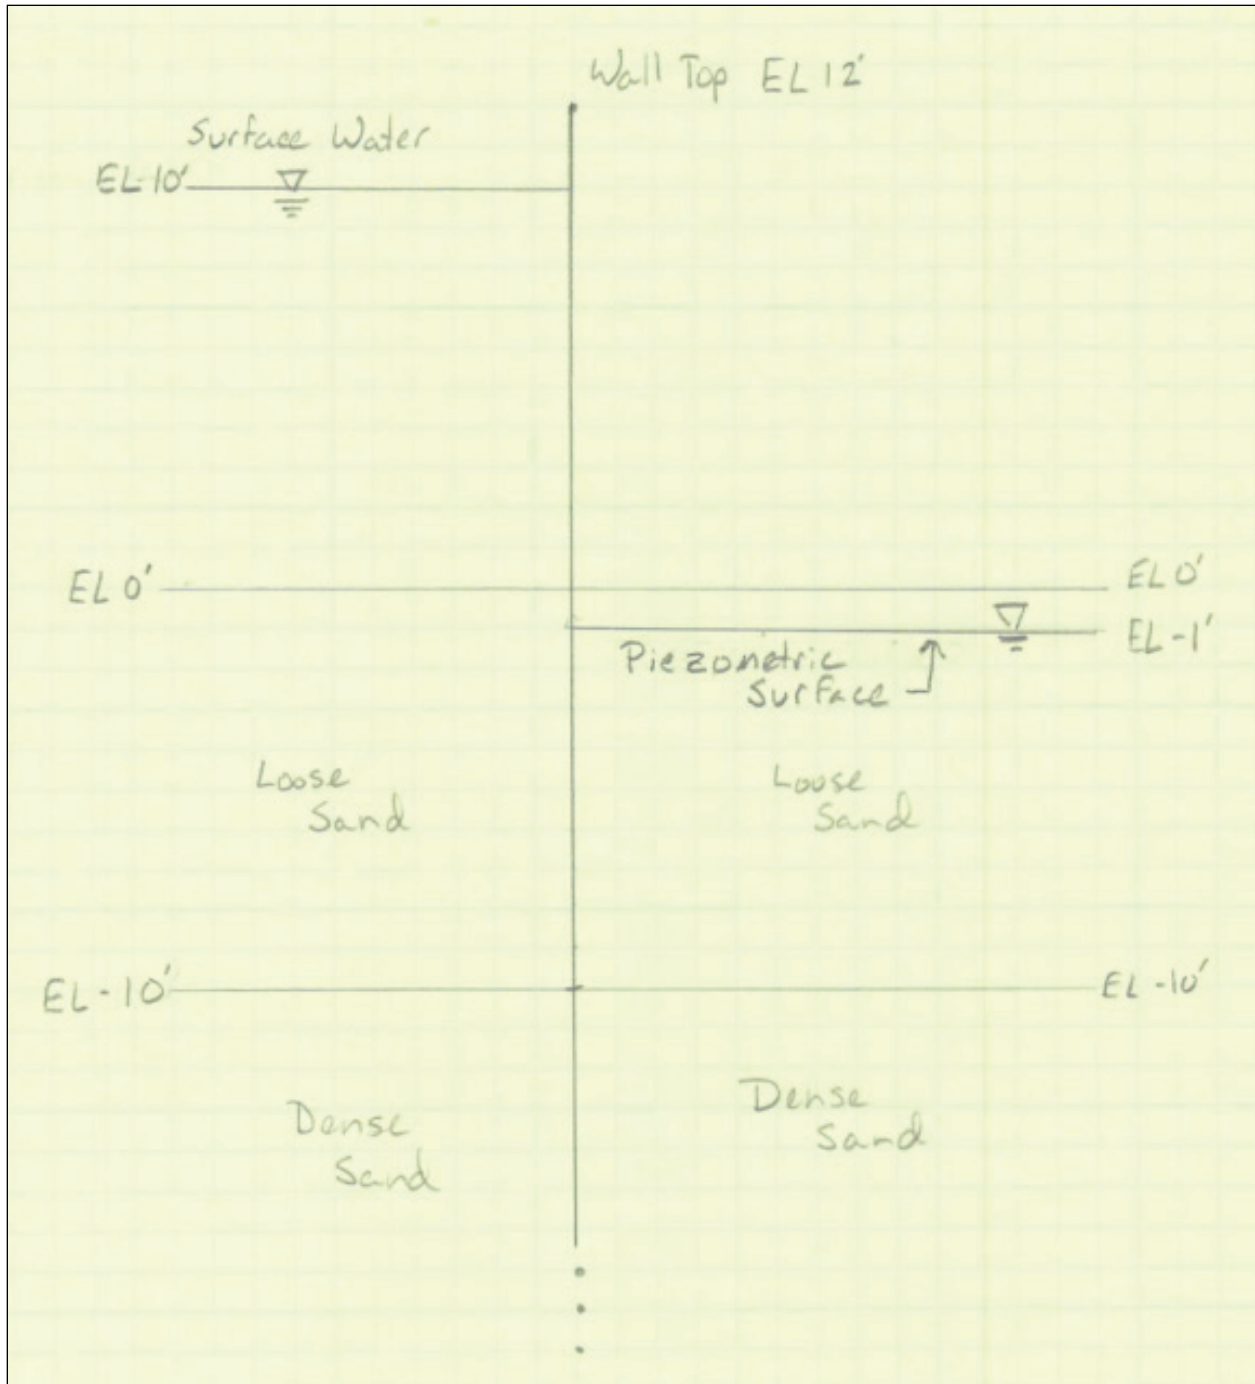 Wall Top EL 12'
Surface Water
EL-10'
EL 0'
EL 0'
EL-1'
Piezometric
Surface
Loose
Sand
Loose
Sand
EL-10'
EL-10'
Dense
Sand
Dense
Sand